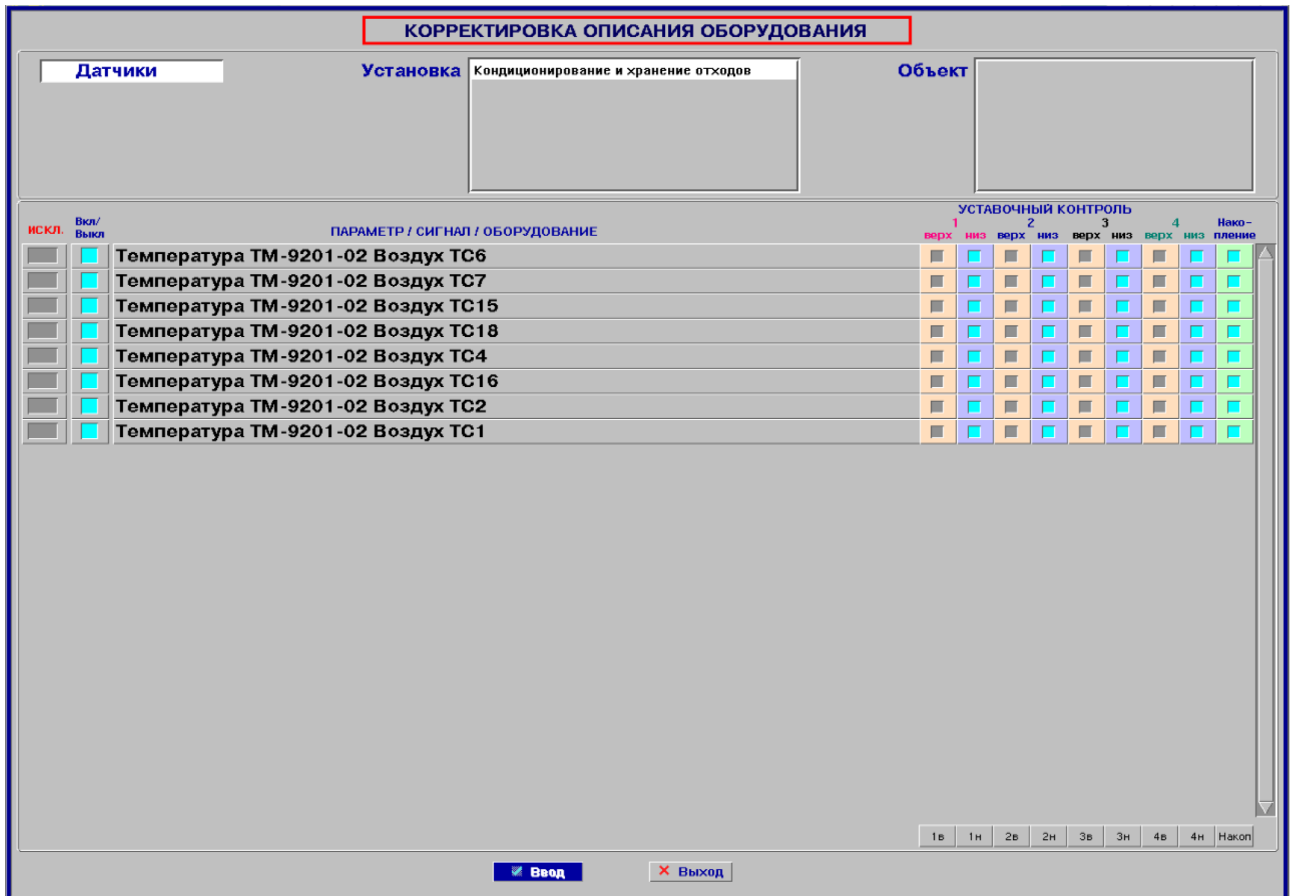 КОРРЕКТИРОВКА ОПИСАНИЯ ОБОРУДОВАНИЯ
Датчики Установка Кондиционирование и хранение отходов Объект
УСТАВОЧНЫЙ КОНТРОЛЬ
Вкл/ 1 2 3 4 Нако-
ИСКЛ. Выкл ПАРАМЕТР / СИГНАЛ / ОБОРУДОВАНИЕ верх низ верх низ верх низ верх низ пление
Температура ТМ-9201-02 Воздух ТС6
Температура ТМ-9201-02 Воздух ТС7
Температура ТМ-9201-02 Воздух ТС15
Температура ТМ-9201-02 Воздух ТС18
Температура ТМ-9201-02 Воздух ТС4
Температура ТМ-9201-02 Воздух ТС16
Температура ТМ-9201-02 Воздух ТС2
Температура ТМ-9201-02 Воздух ТС1
1в 1н 2в 2н 3в 3н 4в 4н Накоп
Ввод Выход